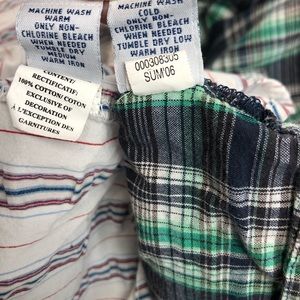 MACHINE WASH
WARM
ONLY NON-
CHLORINE BLEACH
WHEN NEEDED
TUMBLE DRY
MEDIUM
WARM IRON
CONTENT/
RECTIFICATIF:
100% COTTON COTON
EXCLUSIVE OF
DECORATION
À L'EXCEPTION DES
GARNITURES
MACHINE WASH
COLD
ONLY NON-
CHLORINE BLEACH
WHEN NEEDED
TUMBLE DRY LOW
WARM IRON
000308305
SUM'06